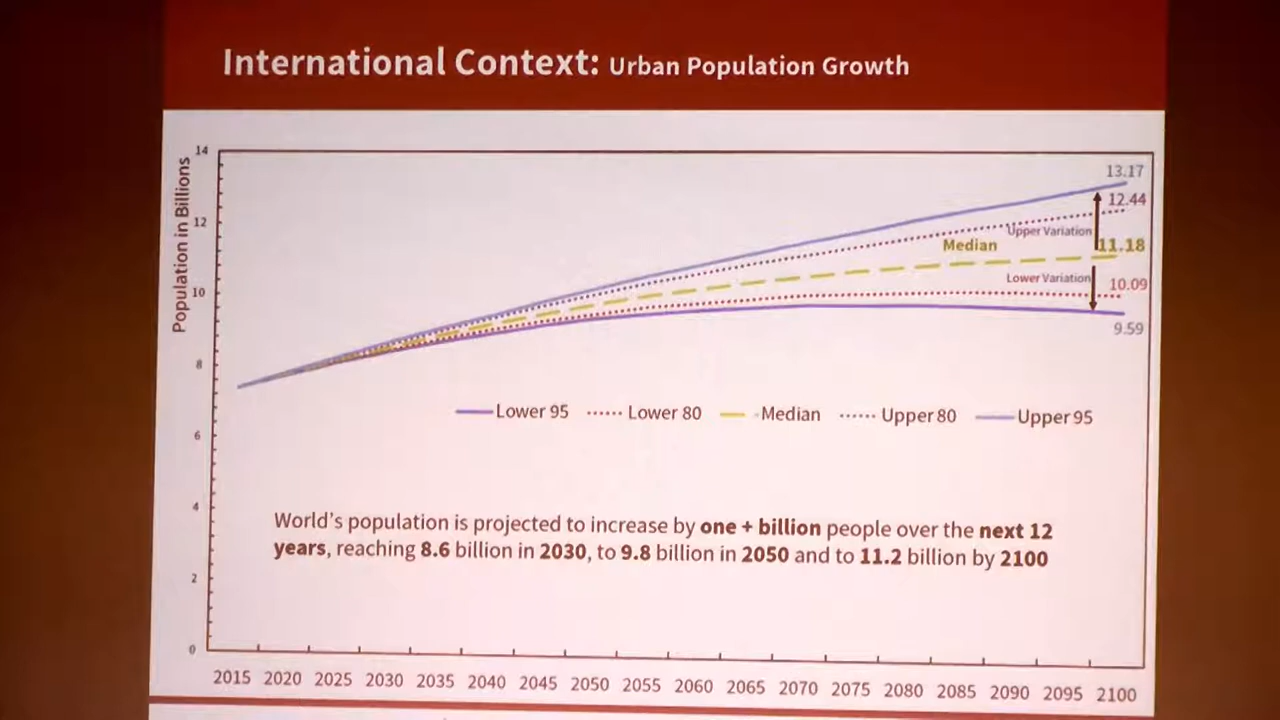 International Context: Urban Population Growth
Population in Billions
14
12
10
8
6
4
2
0
13.17
12.44
Upper Variation
Median
11.18
Lower Variation
10.09
9.59
Lower 95 Lower 80 Median Upper 80 Upper 95
World's population is projected to increase by one + billion people over the next 12
years, reaching 8.6 billion in 2030, to 9.8 billion in 2050 and to 11.2 billion by 2100
2015 2020 2025 2030 2035 2040 2045 2050 2055 2060 2065 2070 2075 2080 2085 2090 2095 2100